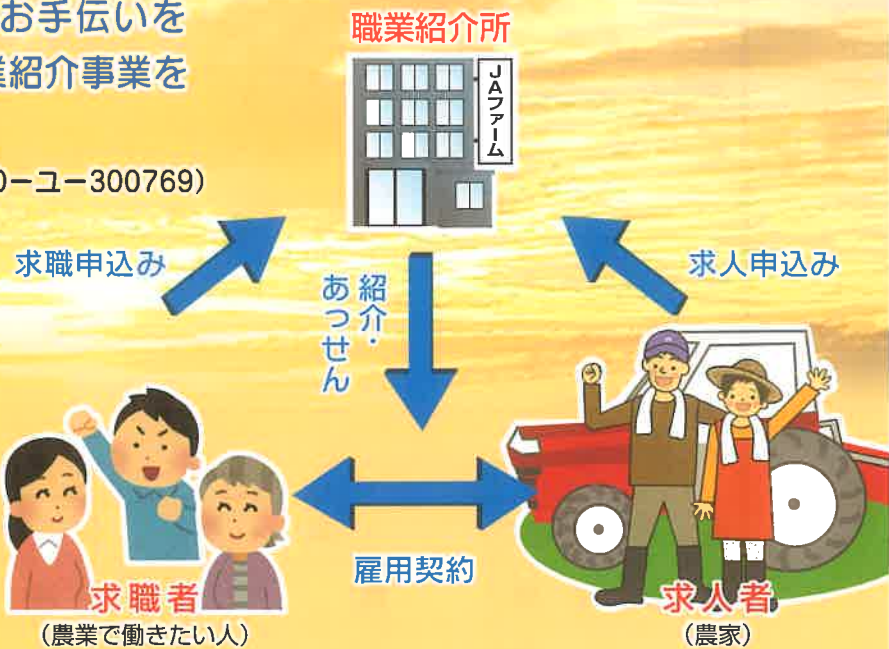 お手伝いを
業紹介事業を
0ーユー300769)
職業紹介所
JAファーム
求職申込み
紹介・
あっせん
求人申込み
雇用契約
求職者
(農業で働きたい人)
求人者
(農家)